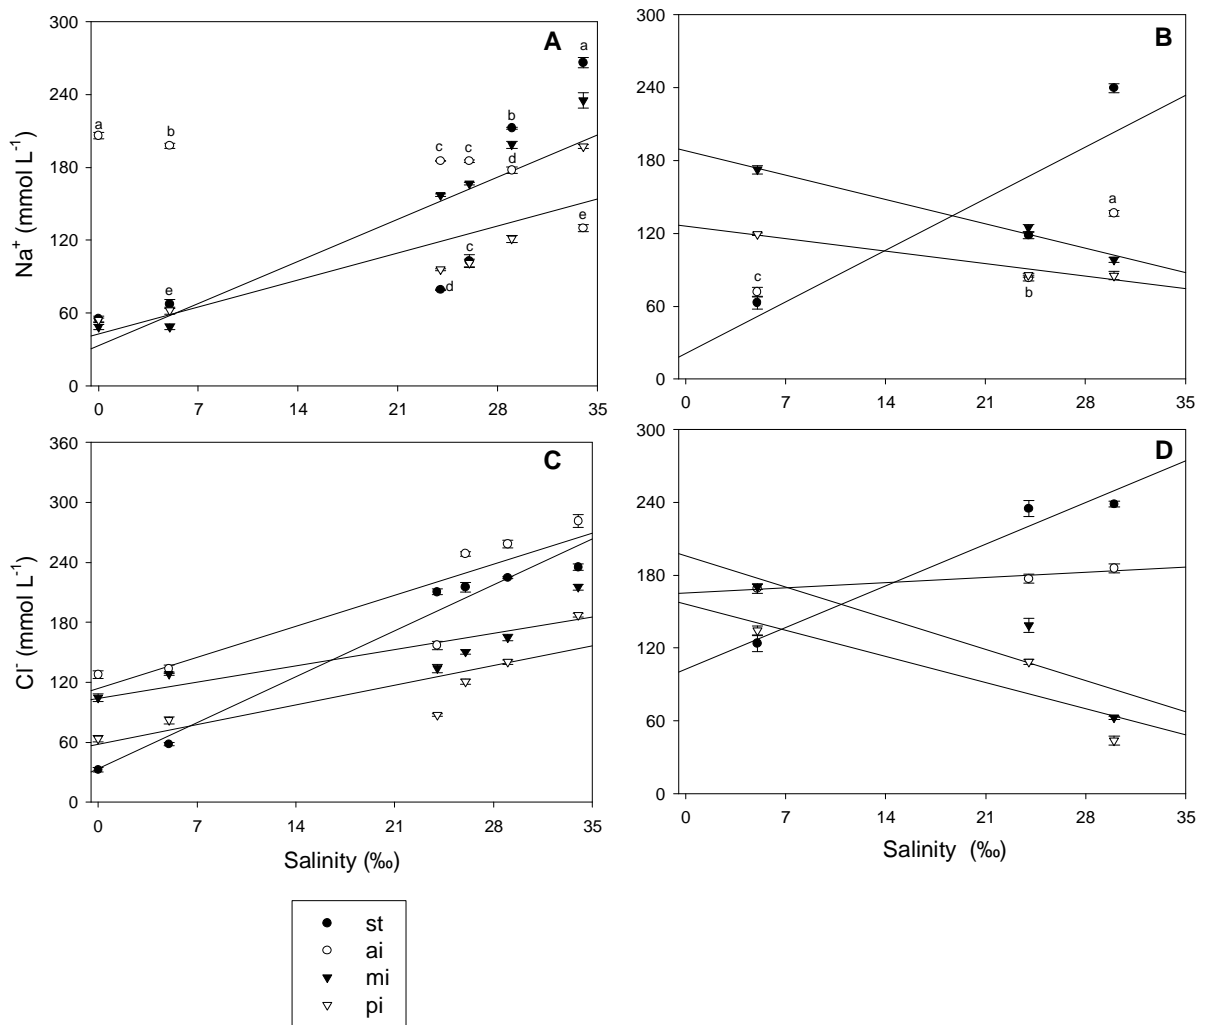 A
Na⁺ (mmol L⁻¹)
300
240
180
120
60
0
0 7 14 21 28 35
a
b
e
c
c
b
d
a
e
c
d
B
300
240
180
120
60
0
0 7 14 21 28 35
c
a
b
C
Cl⁻ (mmol L⁻¹)
360
300
240
180
120
60
0
0 7 14 21 28 35
Salinity (‰)
D
300
240
180
120
60
0
0 7 14 21 28 35
Salinity (‰)
st
ai
mi
pi